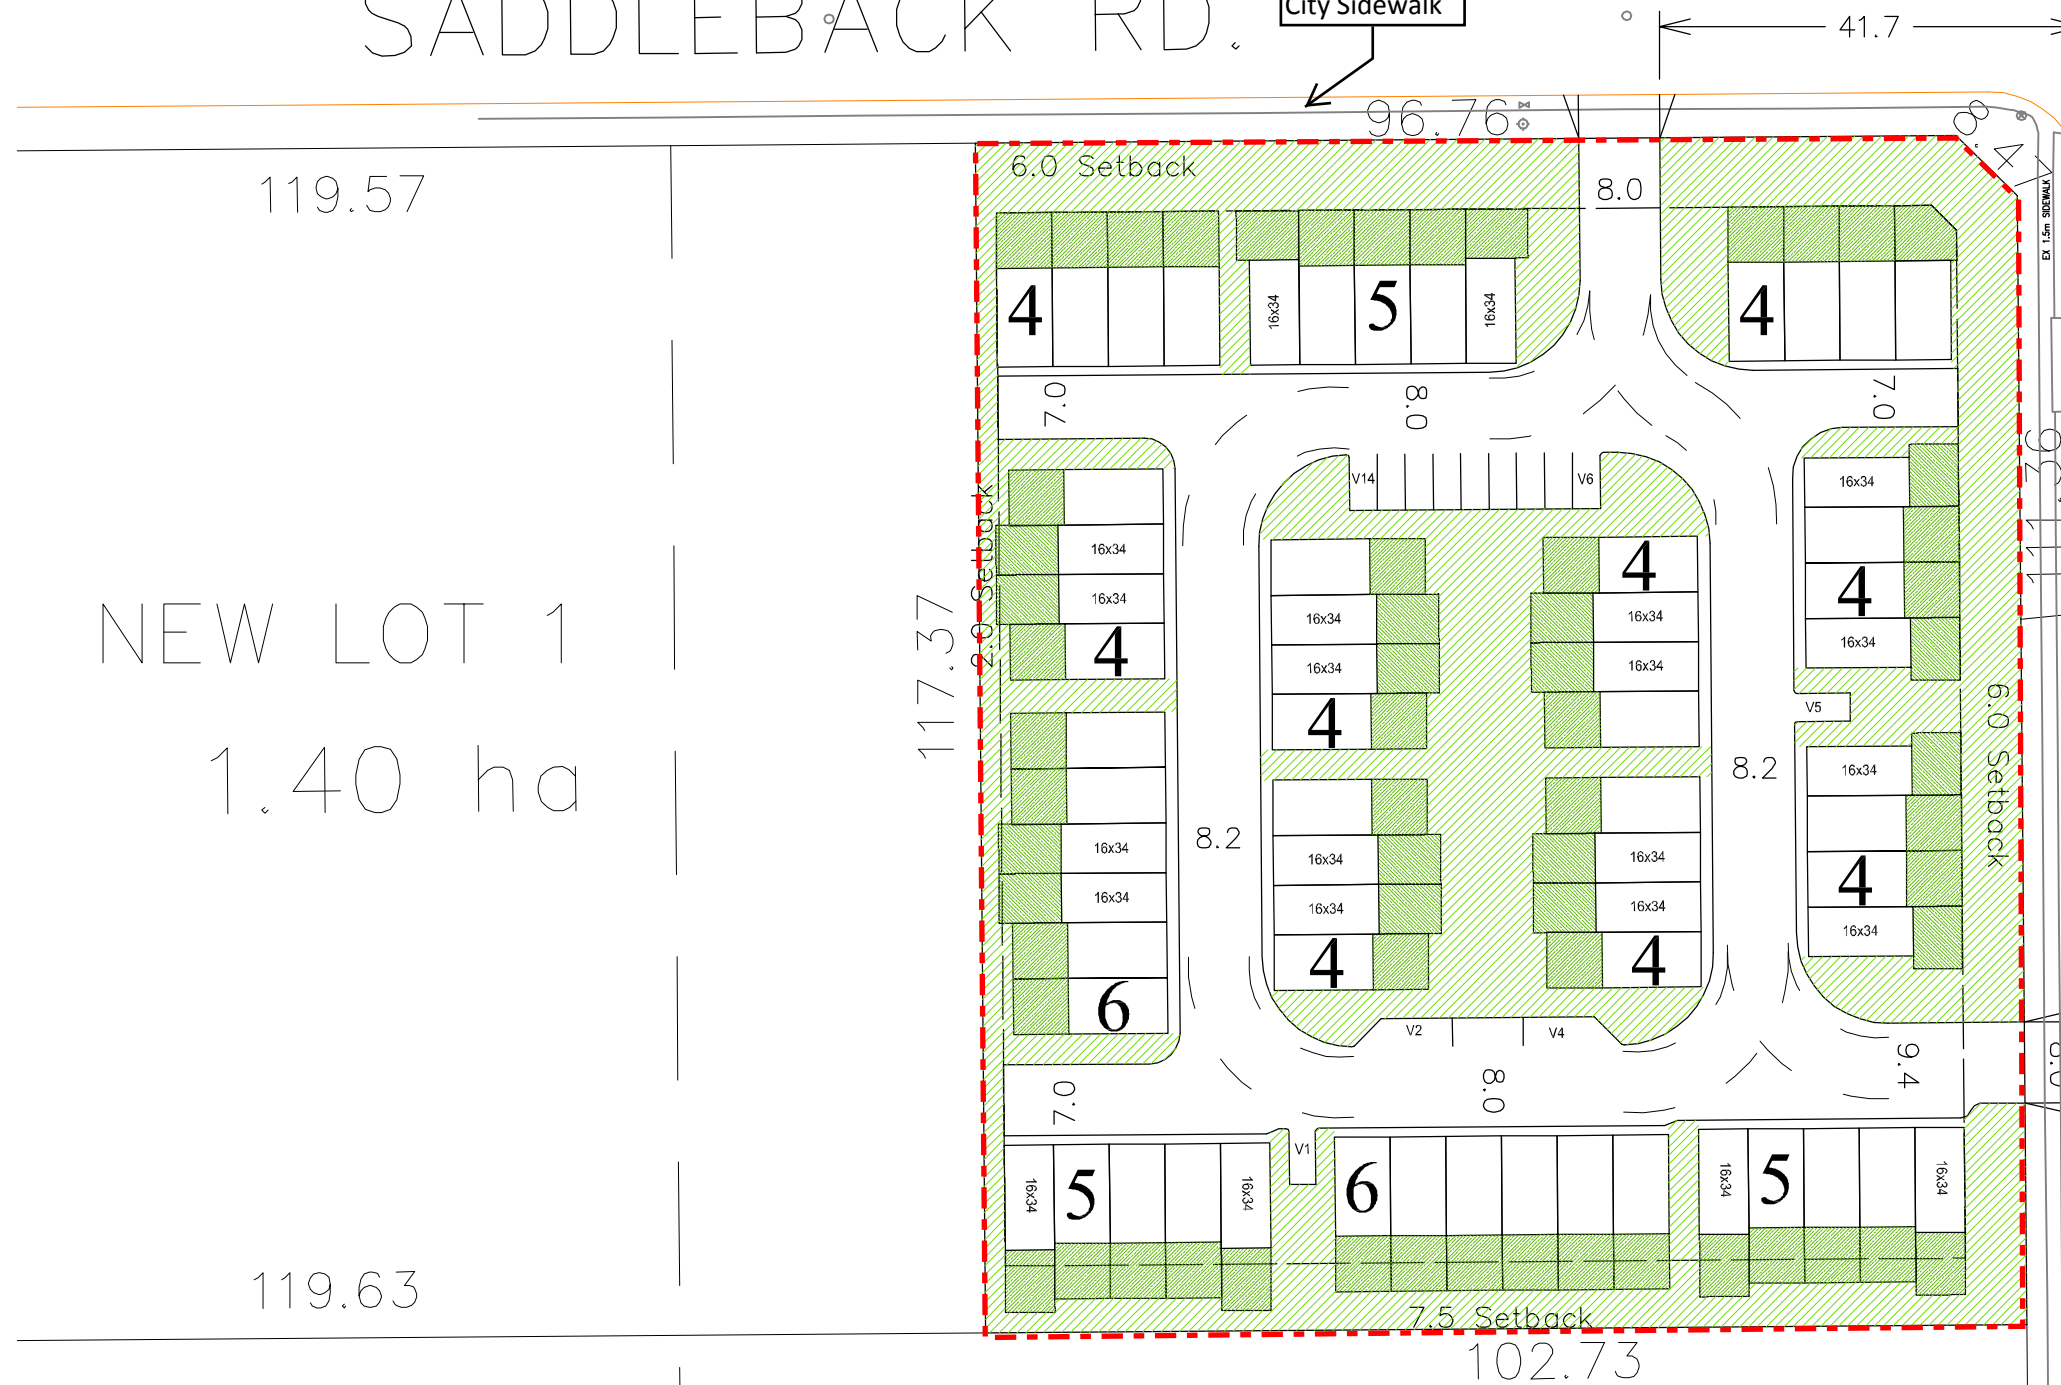 SADDLEBACK RD.
City Sidewalk
41.7
96.76
8.47
119.57
6.0 Setback
8.0
EX 1.5m SIDEWALK
4
16x34
5
16x34
4
7.0
8.0
7.0
V14
V6
16x34
16x34
16x34
4
2.0 Setback
117.37
NEW LOT 1
1.40 ha
16x34
16x34
4
4
16x34
16x34
4
16x34
6.0 Setback
V5
8.2
8.2
16x34
16x34
6
16x34
16x34
4
16x34
16x34
4
16x34
4
16x34
V2
V4
7.0
8.0
9.4
V1
16x34
5
16x34
6
16x34
5
16x34
119.63
7.5 Setback
102.73